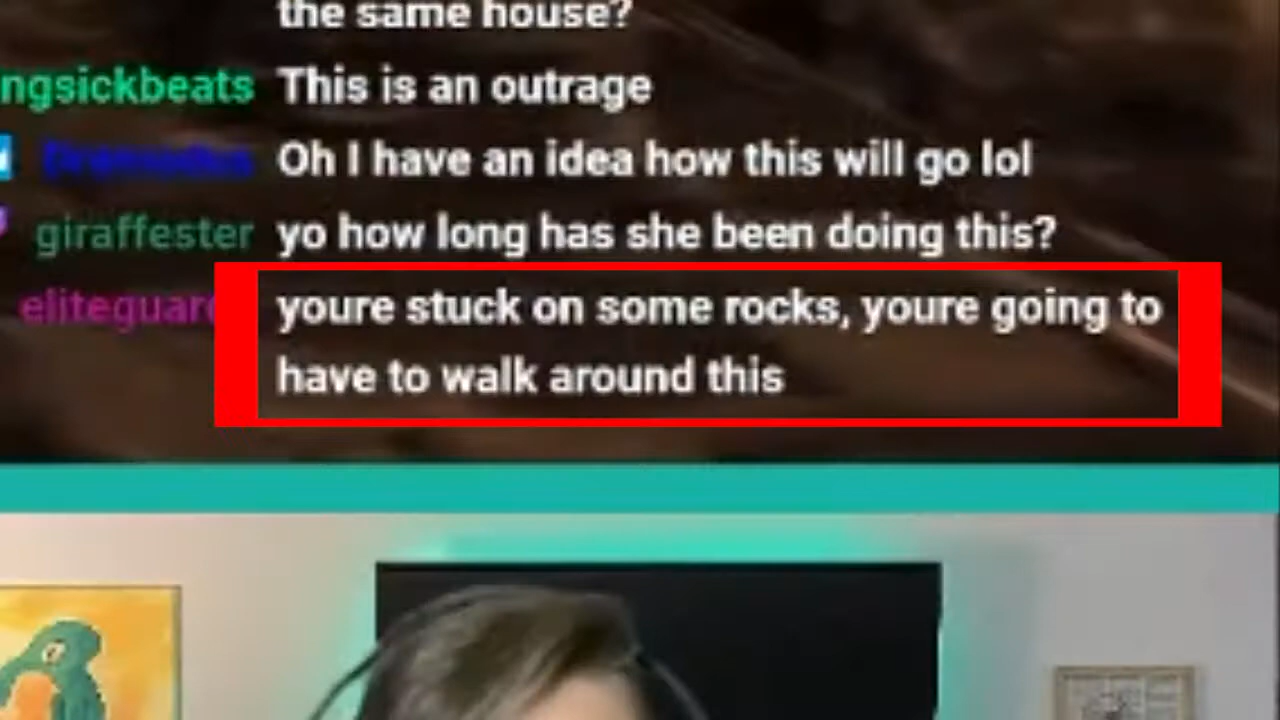 the same house?
ngsickbeats This is an outrage
Oh I have an idea how this will go lol
giraffester yo how long has she been doing this?
eliteguar youre stuck on some rocks, youre going to
have to walk around this